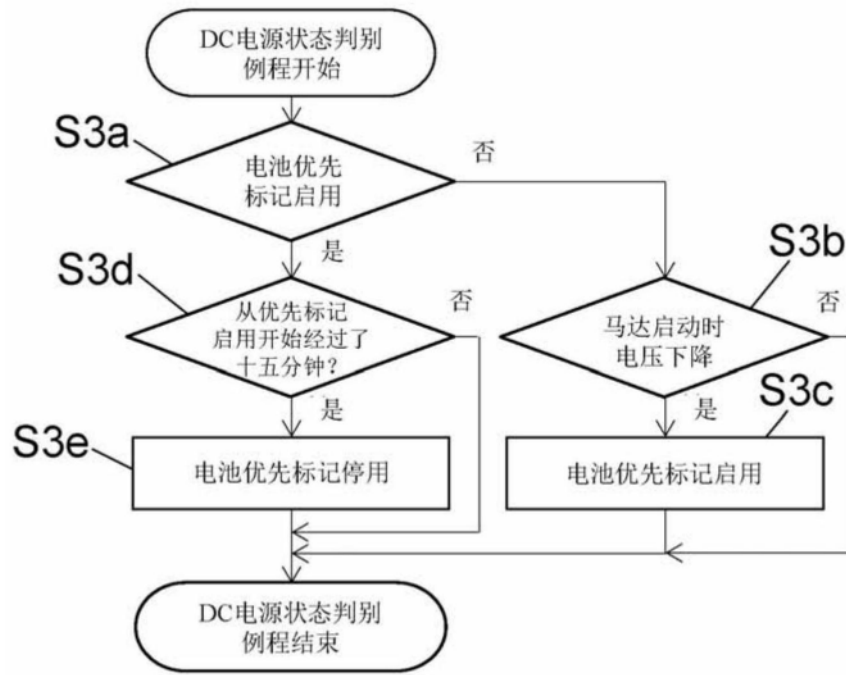 DC电源状态判别
例程开始
S3a
电池优先
标记启用
否
是
S3b
S3d
从优先标记
启用开始经过了
十五分钟?
否
马达启动时
电压下降
否
是
是
S3c
S3e
电池优先标记停用
电池优先标记启用
DC电源状态判别
例程结束